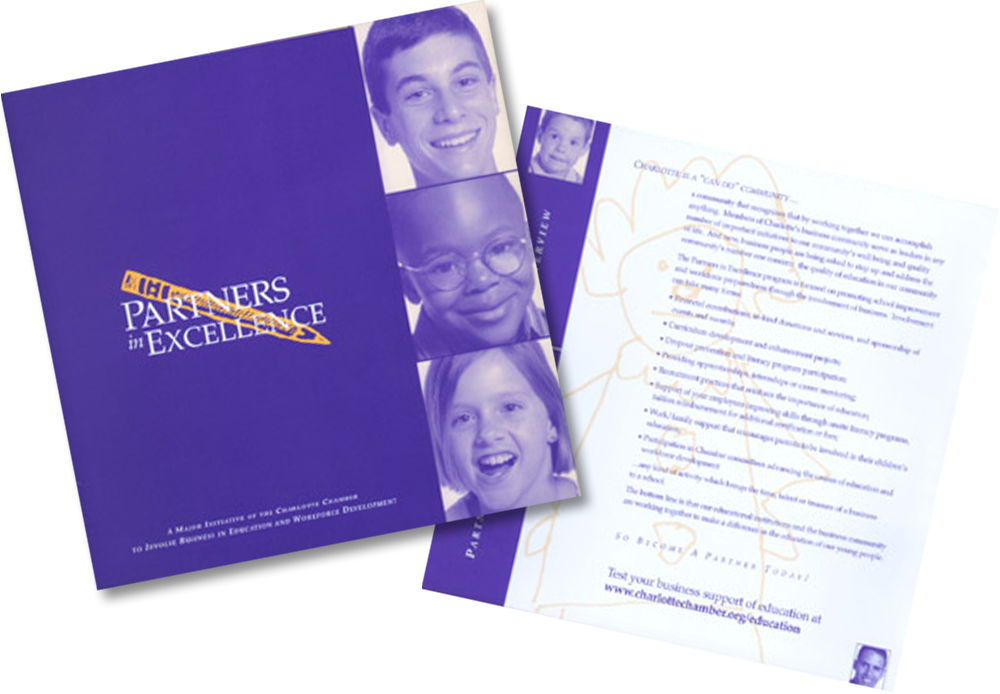 PARTNERS
in EXCELLENCE
A MAJOR INITIATIVE OF THE CHARLOTTE CHAMBER
TO INVOLVE BUSINESS IN EDUCATION AND WORKFORCE DEVELOPMENT
ERVIEW
PARTN
CHARLOTTE IS A "CAN DO" COMMUNITY...
a community that recognizes that by working together we can accomplish
anything. Members of Charlotte's business community serve as leaders in any
number of important initiatives to our community's well being and quality
of life. And now, business people are being asked to step up and address the
community's number one concern, the quality of education in our community
The Partners in Excellence program is focused on promoting school improvement
and workforce preparedness through the involvement of business. Involvement
can take many forms:
• Financial contributions, in-kind donations and services, and sponsorship of
events and awards;
• Curriculum development and enhancement projects;
• Dropout prevention and literacy program participation;
• Providing apprenticeships, internships or career mentoring;
• Recruitment practices that reinforce the importance of education;
• Support of your employees improving skills through onsite literacy programs,
tuition reimbursement for additional certification or fees;
• Work/family support that encourages parents to be involved in their children's
education;
• Participation in Chamber committees advancing the causes of education and
workforce development
...any kind of activity which brings the time, talent or treasure of a business
to a school.
The bottom line is that our educational institutions and the business community
are working together to make a difference in the education of our young people.
SO BECOME A PARTNER TODAY!
Test your business support of education at
www.charlottechamber.org/education